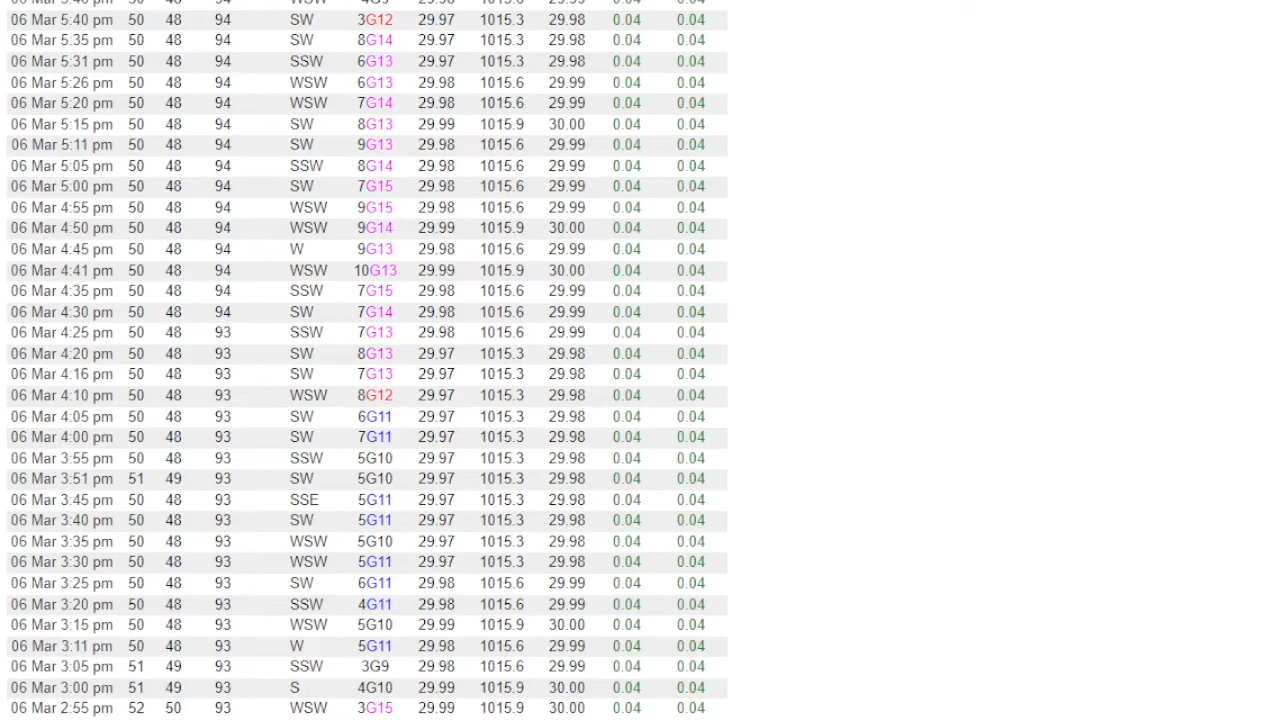 06 Mar 5:40 pm 50 48 94 SW 3G12 29.97 1015.3 29.98 0.04 0.04
06 Mar 5:35 pm 50 48 94 SW 8G14 29.97 1015.3 29.98 0.04 0.04
06 Mar 5:31 pm 50 48 94 SSW 6G13 29.97 1015.3 29.98 0.04 0.04
06 Mar 5:26 pm 50 48 94 WSW 6G13 29.98 1015.6 29.99 0.04 0.04
06 Mar 5:20 pm 50 48 94 WSW 7G14 29.98 1015.6 29.99 0.04 0.04
06 Mar 5:15 pm 50 48 94 SW 8G13 29.99 1015.9 30.00 0.04 0.04
06 Mar 5:11 pm 50 48 94 SW 9G13 29.98 1015.6 29.99 0.04 0.04
06 Mar 5:05 pm 50 48 94 SSW 8G14 29.98 1015.6 29.99 0.04 0.04
06 Mar 5:00 pm 50 48 94 SW 7G15 29.98 1015.6 29.99 0.04 0.04
06 Mar 4:55 pm 50 48 94 WSW 9G15 29.98 1015.6 29.99 0.04 0.04
06 Mar 4:50 pm 50 48 94 WSW 9G14 29.99 1015.9 30.00 0.04 0.04
06 Mar 4:45 pm 50 48 94 W 9G13 29.98 1015.6 29.99 0.04 0.04
06 Mar 4:41 pm 50 48 94 WSW 10G13 29.99 1015.9 30.00 0.04 0.04
06 Mar 4:35 pm 50 48 94 SSW 7G15 29.98 1015.6 29.99 0.04 0.04
06 Mar 4:30 pm 50 48 94 SW 7G14 29.98 1015.6 29.99 0.04 0.04
06 Mar 4:25 pm 50 48 93 SSW 7G13 29.98 1015.6 29.99 0.04 0.04
06 Mar 4:20 pm 50 48 93 SW 8G13 29.97 1015.3 29.98 0.04 0.04
06 Mar 4:16 pm 50 48 93 SW 7G13 29.97 1015.3 29.98 0.04 0.04
06 Mar 4:10 pm 50 48 93 WSW 8G12 29.97 1015.3 29.98 0.04 0.04
06 Mar 4:05 pm 50 48 93 SW 6G11 29.97 1015.3 29.98 0.04 0.04
06 Mar 4:00 pm 50 48 93 SW 7G11 29.97 1015.3 29.98 0.04 0.04
06 Mar 3:55 pm 50 48 93 SSW 5G10 29.97 1015.3 29.98 0.04 0.04
06 Mar 3:51 pm 51 49 93 SW 5G10 29.97 1015.3 29.98 0.04 0.04
06 Mar 3:45 pm 50 48 93 SSE 5G11 29.97 1015.3 29.98 0.04 0.04
06 Mar 3:40 pm 50 48 93 SW 5G11 29.97 1015.3 29.98 0.04 0.04
06 Mar 3:35 pm 50 48 93 WSW 5G10 29.97 1015.3 29.98 0.04 0.04
06 Mar 3:30 pm 50 48 93 WSW 5G11 29.97 1015.3 29.98 0.04 0.04
06 Mar 3:25 pm 50 48 93 SW 6G11 29.98 1015.6 29.99 0.04 0.04
06 Mar 3:20 pm 50 48 93 SSW 4G11 29.98 1015.6 29.99 0.04 0.04
06 Mar 3:15 pm 50 48 93 WSW 5G10 29.99 1015.9 30.00 0.04 0.04
06 Mar 3:11 pm 50 48 93 W 5G11 29.98 1015.6 29.99 0.04 0.04
06 Mar 3:05 pm 51 49 93 SSW 3G9 29.98 1015.6 29.99 0.04 0.04
06 Mar 3:00 pm 51 49 93 S 4G10 29.99 1015.9 30.00 0.04 0.04
06 Mar 2:55 pm 52 50 93 WSW 3G15 29.99 1015.9 30.00 0.04 0.04